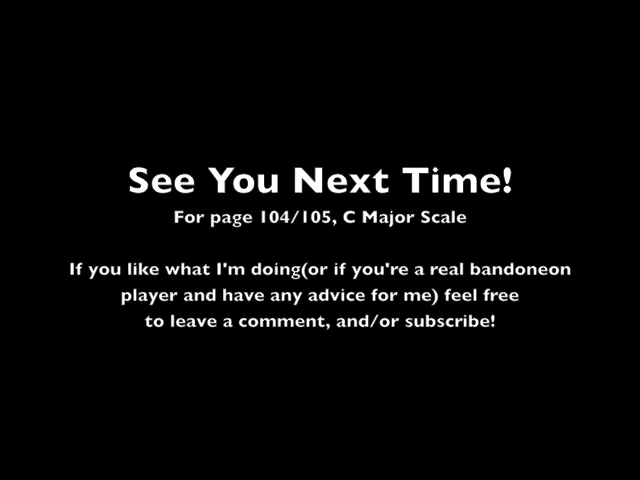 See You Next Time!
For page 104/105, C Major Scale
If you like what I'm doing(or if you're a real bandoneon
player and have any advice for me) feel free
to leave a comment, and/or subscribe!